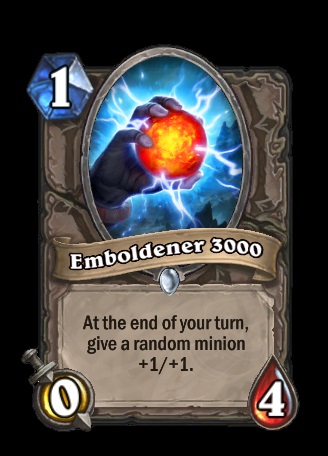 1
Emboldener 3000
At the end of your turn,
give a random minion
+1/+1.
0
4